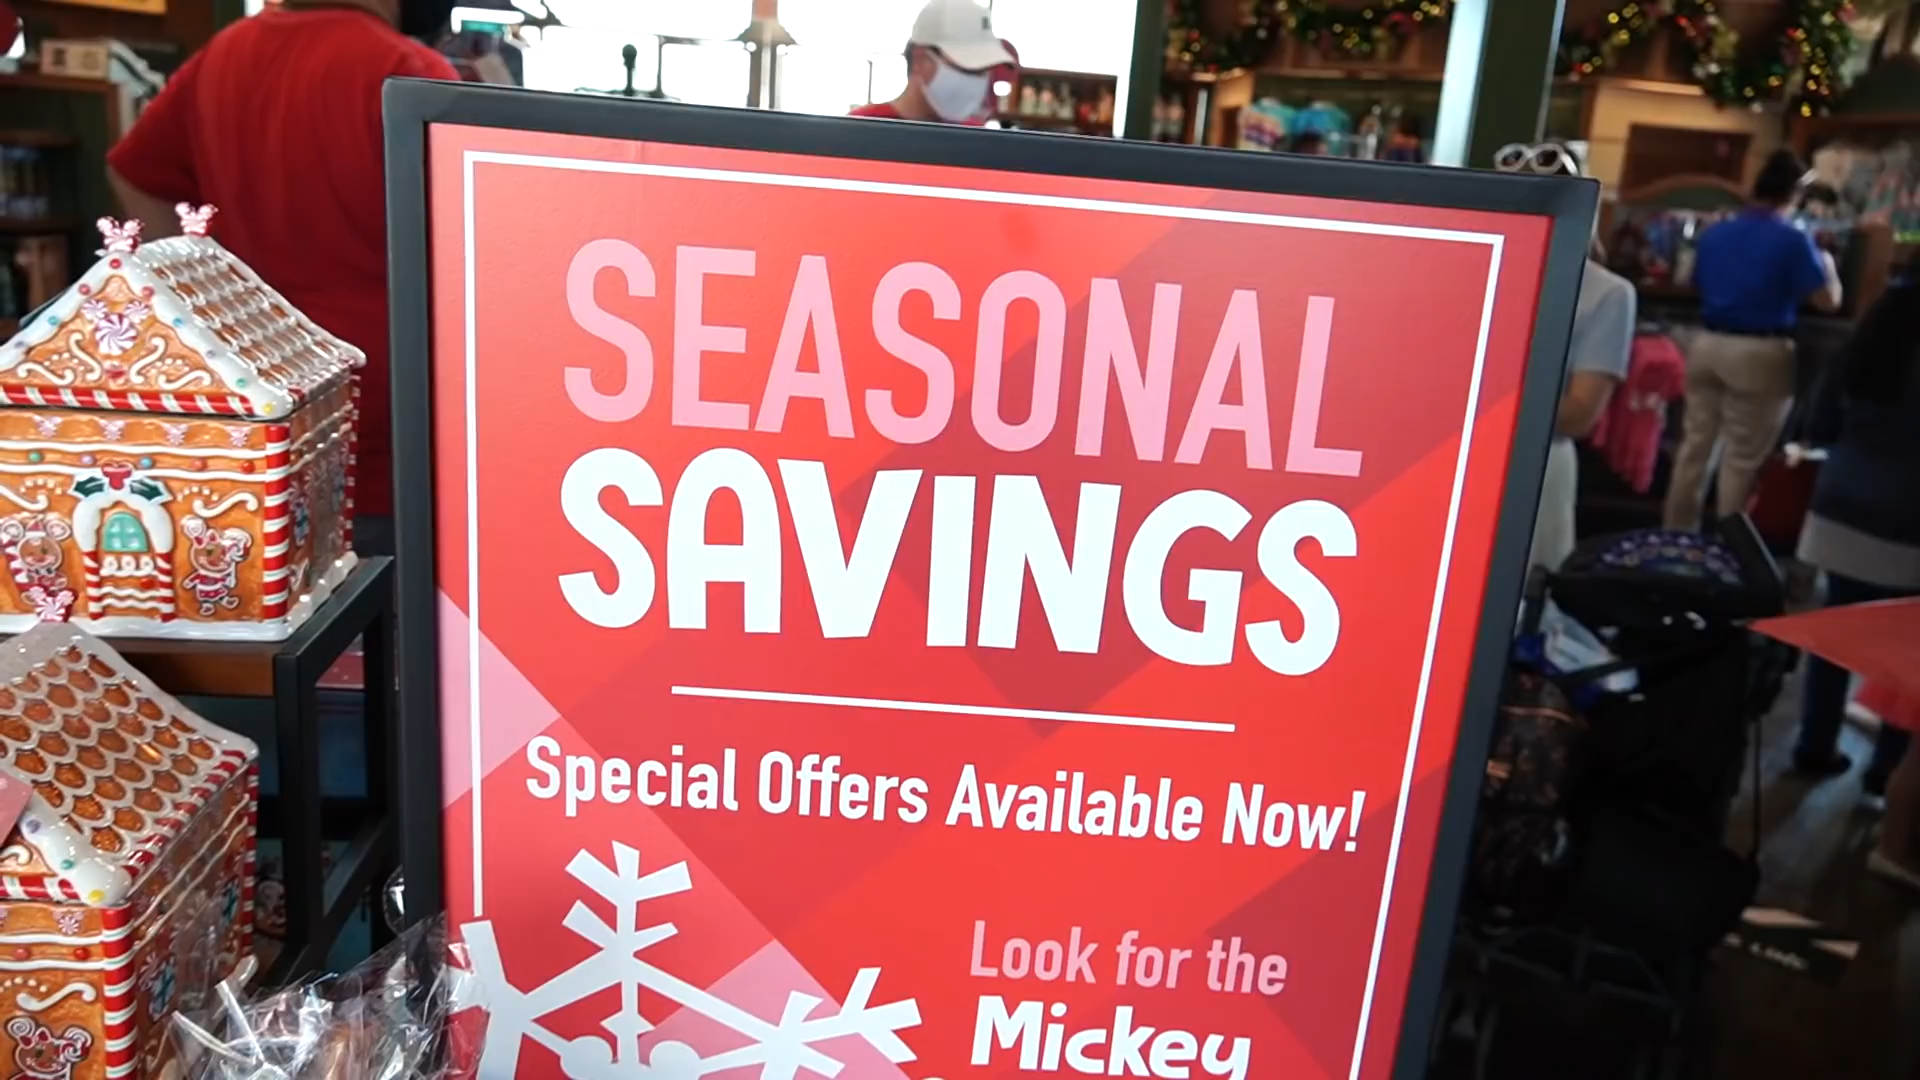 SEASONAL
SAVINGS
Special Offers Available Now!
Look for the
Mickey